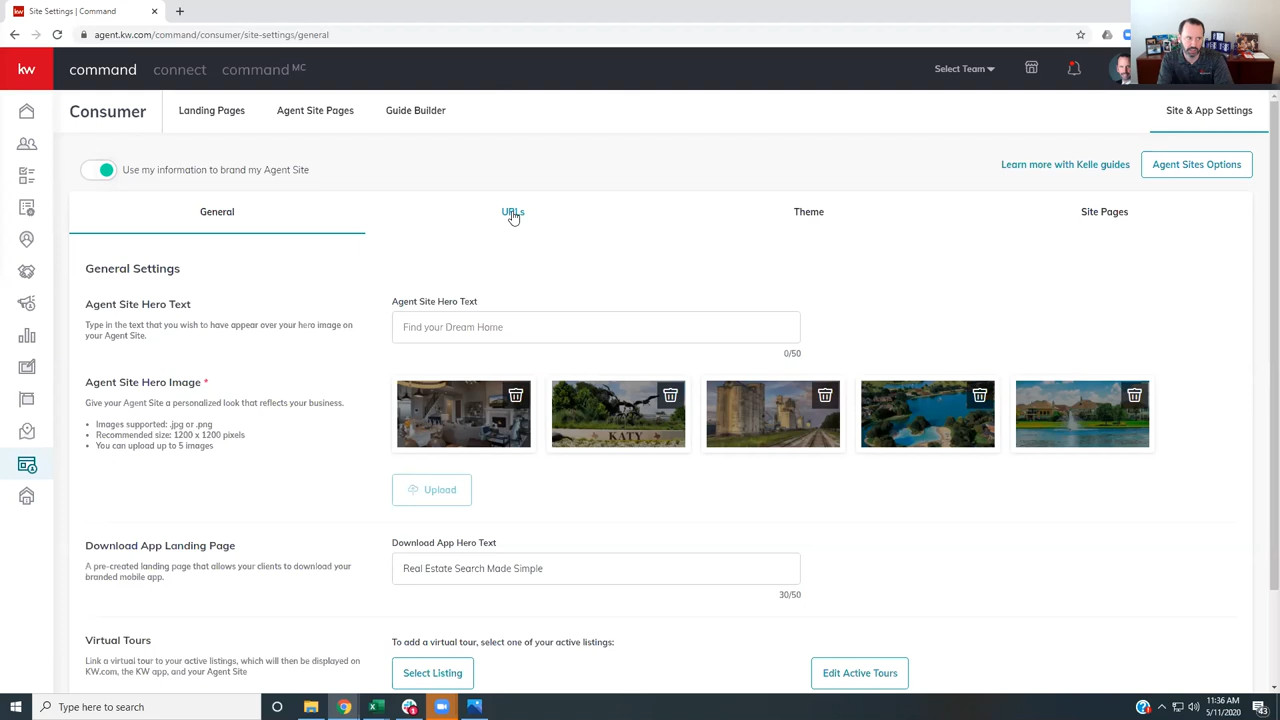 Site Settings | Command
agent.kw.com/command/consumer/site-settings/general
kw
command
connect
command MC
Select Team
Consumer
Landing Pages
Agent Site Pages
Guide Builder
Site & App Settings
Use my information to brand my Agent Site
Learn more with Kelle guides
Agent Sites Options
General
URLs
Theme
Site Pages
General Settings
Agent Site Hero Text
Type in the text that you wish to have appear over your hero image on
your Agent Site.
Agent Site Hero Text
Find your Dream Home
0/50
Agent Site Hero Image *
Give your Agent Site a personalized look that reflects your business.
• Images supported: .jpg or .png
• Recommended size: 1200 x 1200 pixels
• You can upload up to 5 images
KATY
Upload
Download App Landing Page
A pre-created landing page that allows your clients to download your
branded mobile app.
Download App Hero Text
Real Estate Search Made Simple
30/50
Virtual Tours
Link a virtual tour to your active listings, which will then be displayed
on KW.com, the KW app, and your Agent Site
To add a virtual tour, select one of your active listings:
Select Listing
Edit Active Tours
Type here to search
11:36 AM
5/11/2020
43